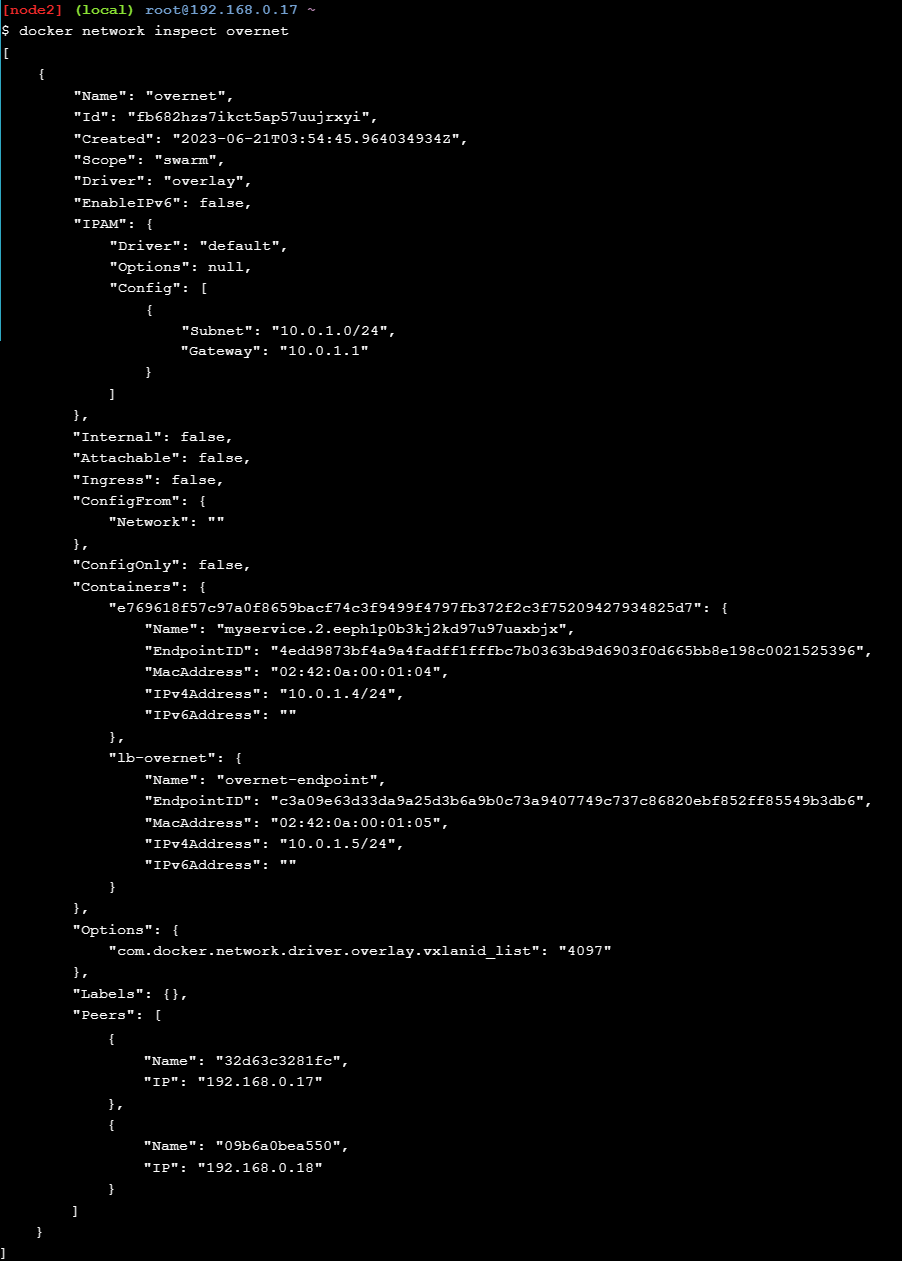 [node2] (local) root@192.168.0.17 ~
$ docker network inspect overnet
[
    {
        "Name": "overnet",
        "Id": "fb682hzs7ikct5ap57uujrxyi",
        "Created": "2023-06-21T03:54:45.964034934Z",
        "Scope": "swarm",
        "Driver": "overlay",
        "EnableIPv6": false,
        "IPAM": {
            "Driver": "default",
            "Options": null,
            "Config": [
                {
                    "Subnet": "10.0.1.0/24",
                    "Gateway": "10.0.1.1"
                }
            ]
        },
        "Internal": false,
        "Attachable": false,
        "Ingress": false,
        "ConfigFrom": {
            "Network": ""
        },
        "ConfigOnly": false,
        "Containers": {
            "e769618f57c97a0f8659bacf74c3f9499f4797fb372f2c3f75209427934825d7": {
                "Name": "myservice.2.eeph1p0b3kj2kd97u97uaxbjx",
                "EndpointID": "4edd9873bf4a9a4fadff1fffbc7b0363bd9d6903f0d665bb8e198c0021525396",
                "MacAddress": "02:42:0a:00:01:04",
                "IPv4Address": "10.0.1.4/24",
                "IPv6Address": ""
            },
            "lb-overnet": {
                "Name": "overnet-endpoint",
                "EndpointID": "c3a09e63d33da9a25d3b6a9b0c73a9407749c737c86820ebf852ff85549b3db6",
                "MacAddress": "02:42:0a:00:01:05",
                "IPv4Address": "10.0.1.5/24",
                "IPv6Address": ""
            }
        },
        "Options": {
            "com.docker.network.driver.overlay.vxlanid_list": "4097"
        },
        "Labels": {},
        "Peers": [
            {
                "Name": "32d63c3281fc",
                "IP": "192.168.0.17"
            },
            {
                "Name": "09b6a0bea550",
                "IP": "192.168.0.18"
            }
        ]
    }
]